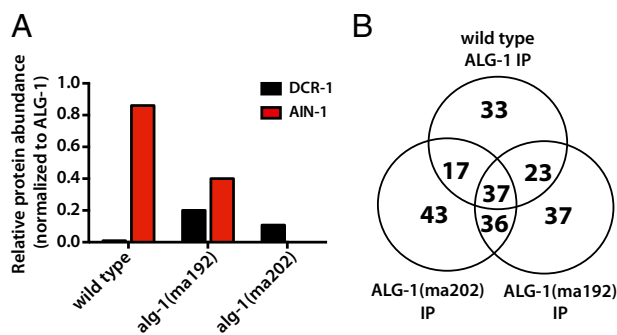 A
Relative protein abundance
(normalized to ALG-1)
1.0
0.8
0.6
0.4
0.2
0.0
DCR-1
AIN-1
wild type
alg-1(ma192)
alg-1(ma202)
B
wild type
ALG-1 IP
33
17
23
37
43
36
37
ALG-1(ma202)
IP
ALG-1(ma192)
IP